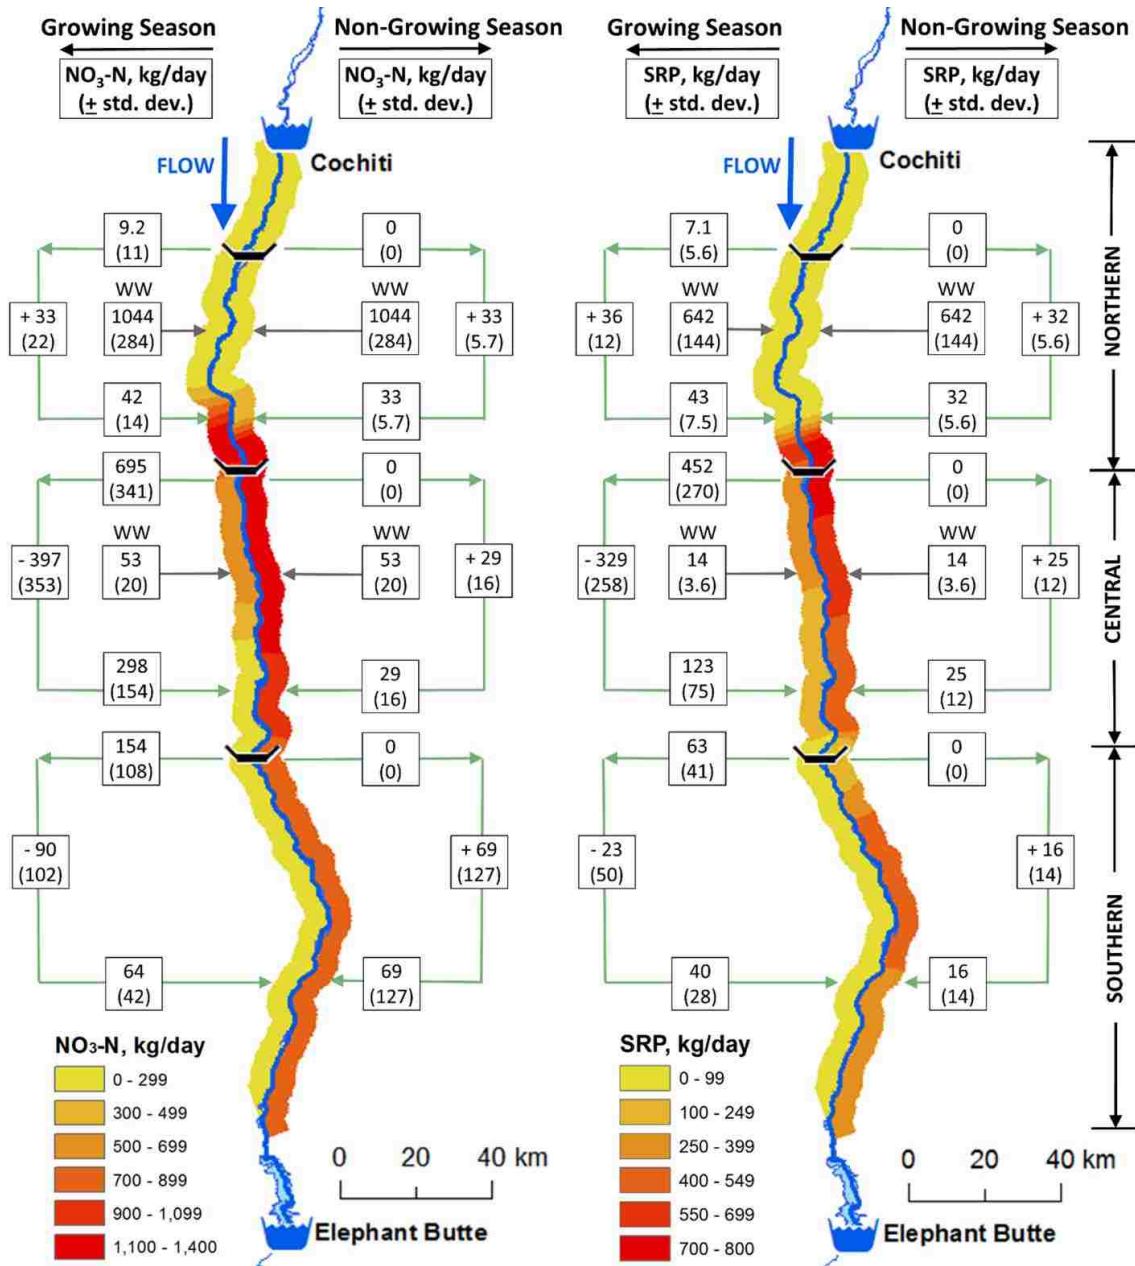 Growing Season
Non-Growing Season
NO₃-N, kg/day
(± std. dev.)
NO₃-N, kg/day
(± std. dev.)
Cochiti
FLOW
9.2
(11)
0
(0)
WW
1044
(284)
WW
1044
(284)
+ 33
(22)
+ 33
(5.7)
42
(14)
33
(5.7)
695
(341)
0
(0)
WW
53
(20)
WW
53
(20)
- 397
(353)
+ 29
(16)
298
(154)
29
(16)
154
(108)
0
(0)
- 90
(102)
+ 69
(127)
64
(42)
69
(127)
NO₃-N, kg/day
0 - 299
300 - 499
500 - 699
700 - 899
900 - 1,099
1,100 - 1,400
0 20 40 km
Elephant Butte
Growing Season
Non-Growing Season
SRP, kg/day
(± std. dev.)
SRP, kg/day
(± std. dev.)
Cochiti
FLOW
7.1
(5.6)
0
(0)
WW
642
(144)
WW
642
(144)
+ 36
(12)
+ 32
(5.6)
43
(7.5)
32
(5.6)
452
(270)
0
(0)
WW
14
(3.6)
WW
14
(3.6)
- 329
(258)
+ 25
(12)
123
(75)
25
(12)
63
(41)
0
(0)
- 23
(50)
+ 16
(14)
40
(28)
16
(14)
SRP, kg/day
0 - 99
100 - 249
250 - 399
400 - 549
550 - 699
700 - 800
0 20 40 km
Elephant Butte
NORTHERN
CENTRAL
SOUTHERN